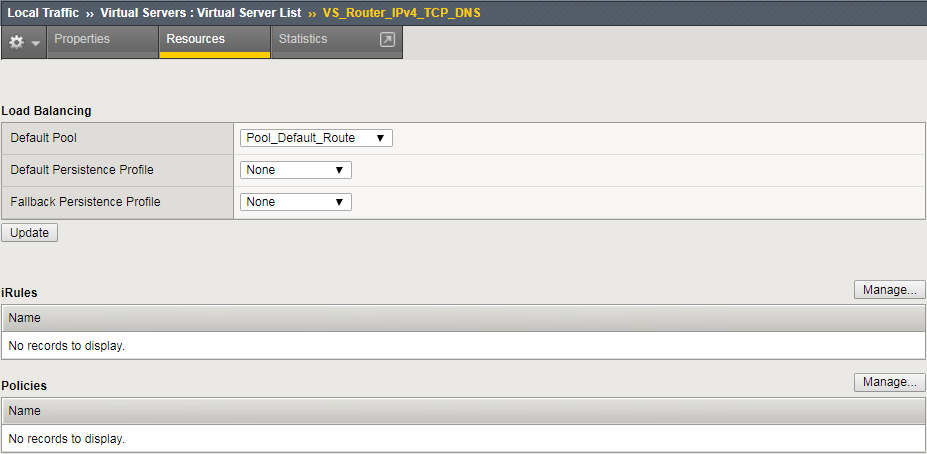 Local Traffic ›› Virtual Servers : Virtual Server List ›› VS_Router_IPv4_TCP_DNS
Properties Resources Statistics
Load Balancing
Default Pool Pool_Default_Route
Default Persistence Profile None
Fallback Persistence Profile None
Update
iRules Manage...
Name
No records to display.
Policies Manage...
Name
No records to display.